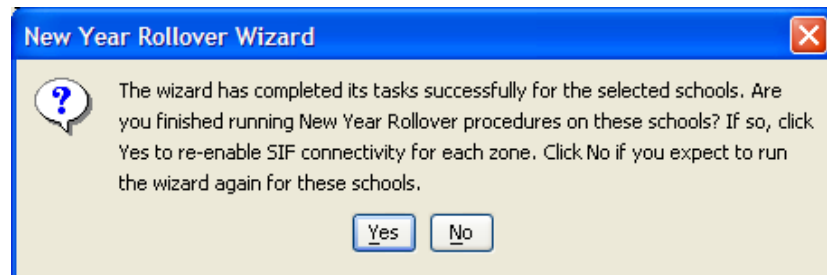 New Year Rollover Wizard
The wizard has completed its tasks successfully for the selected schools. Are
you finished running New Year Rollover procedures on these schools? If so, click
Yes to re-enable SIF connectivity for each zone. Click No if you expect to run
the wizard again for these schools.
Yes No